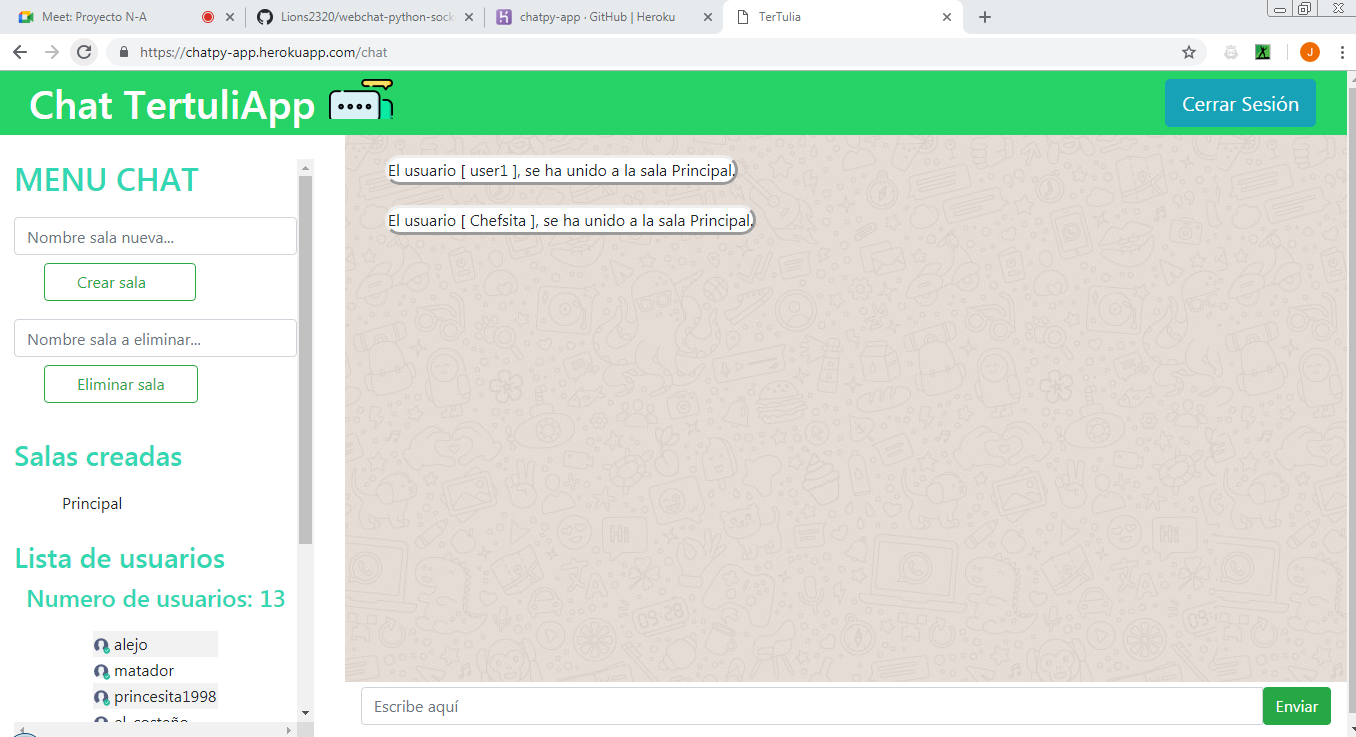 Meet: Proyecto N-A
Lions2320/webchat-python-sock
chatpy-app · GitHub | Heroku
TerTulia
https://chatpy-app.herokuapp.com/chat
J
Chat TertuliApp
Cerrar Sesión
MENU CHAT
Nombre sala nueva...
Crear sala
Nombre sala a eliminar...
Eliminar sala
Salas creadas
Principal
Lista de usuarios
Numero de usuarios: 13
alejo
matador
princesita1998
el_costeño
El usuario [ user1 ], se ha unido a la sala Principal.
El usuario [ Chefsita ], se ha unido a la sala Principal.
Escribe aquí
Enviar